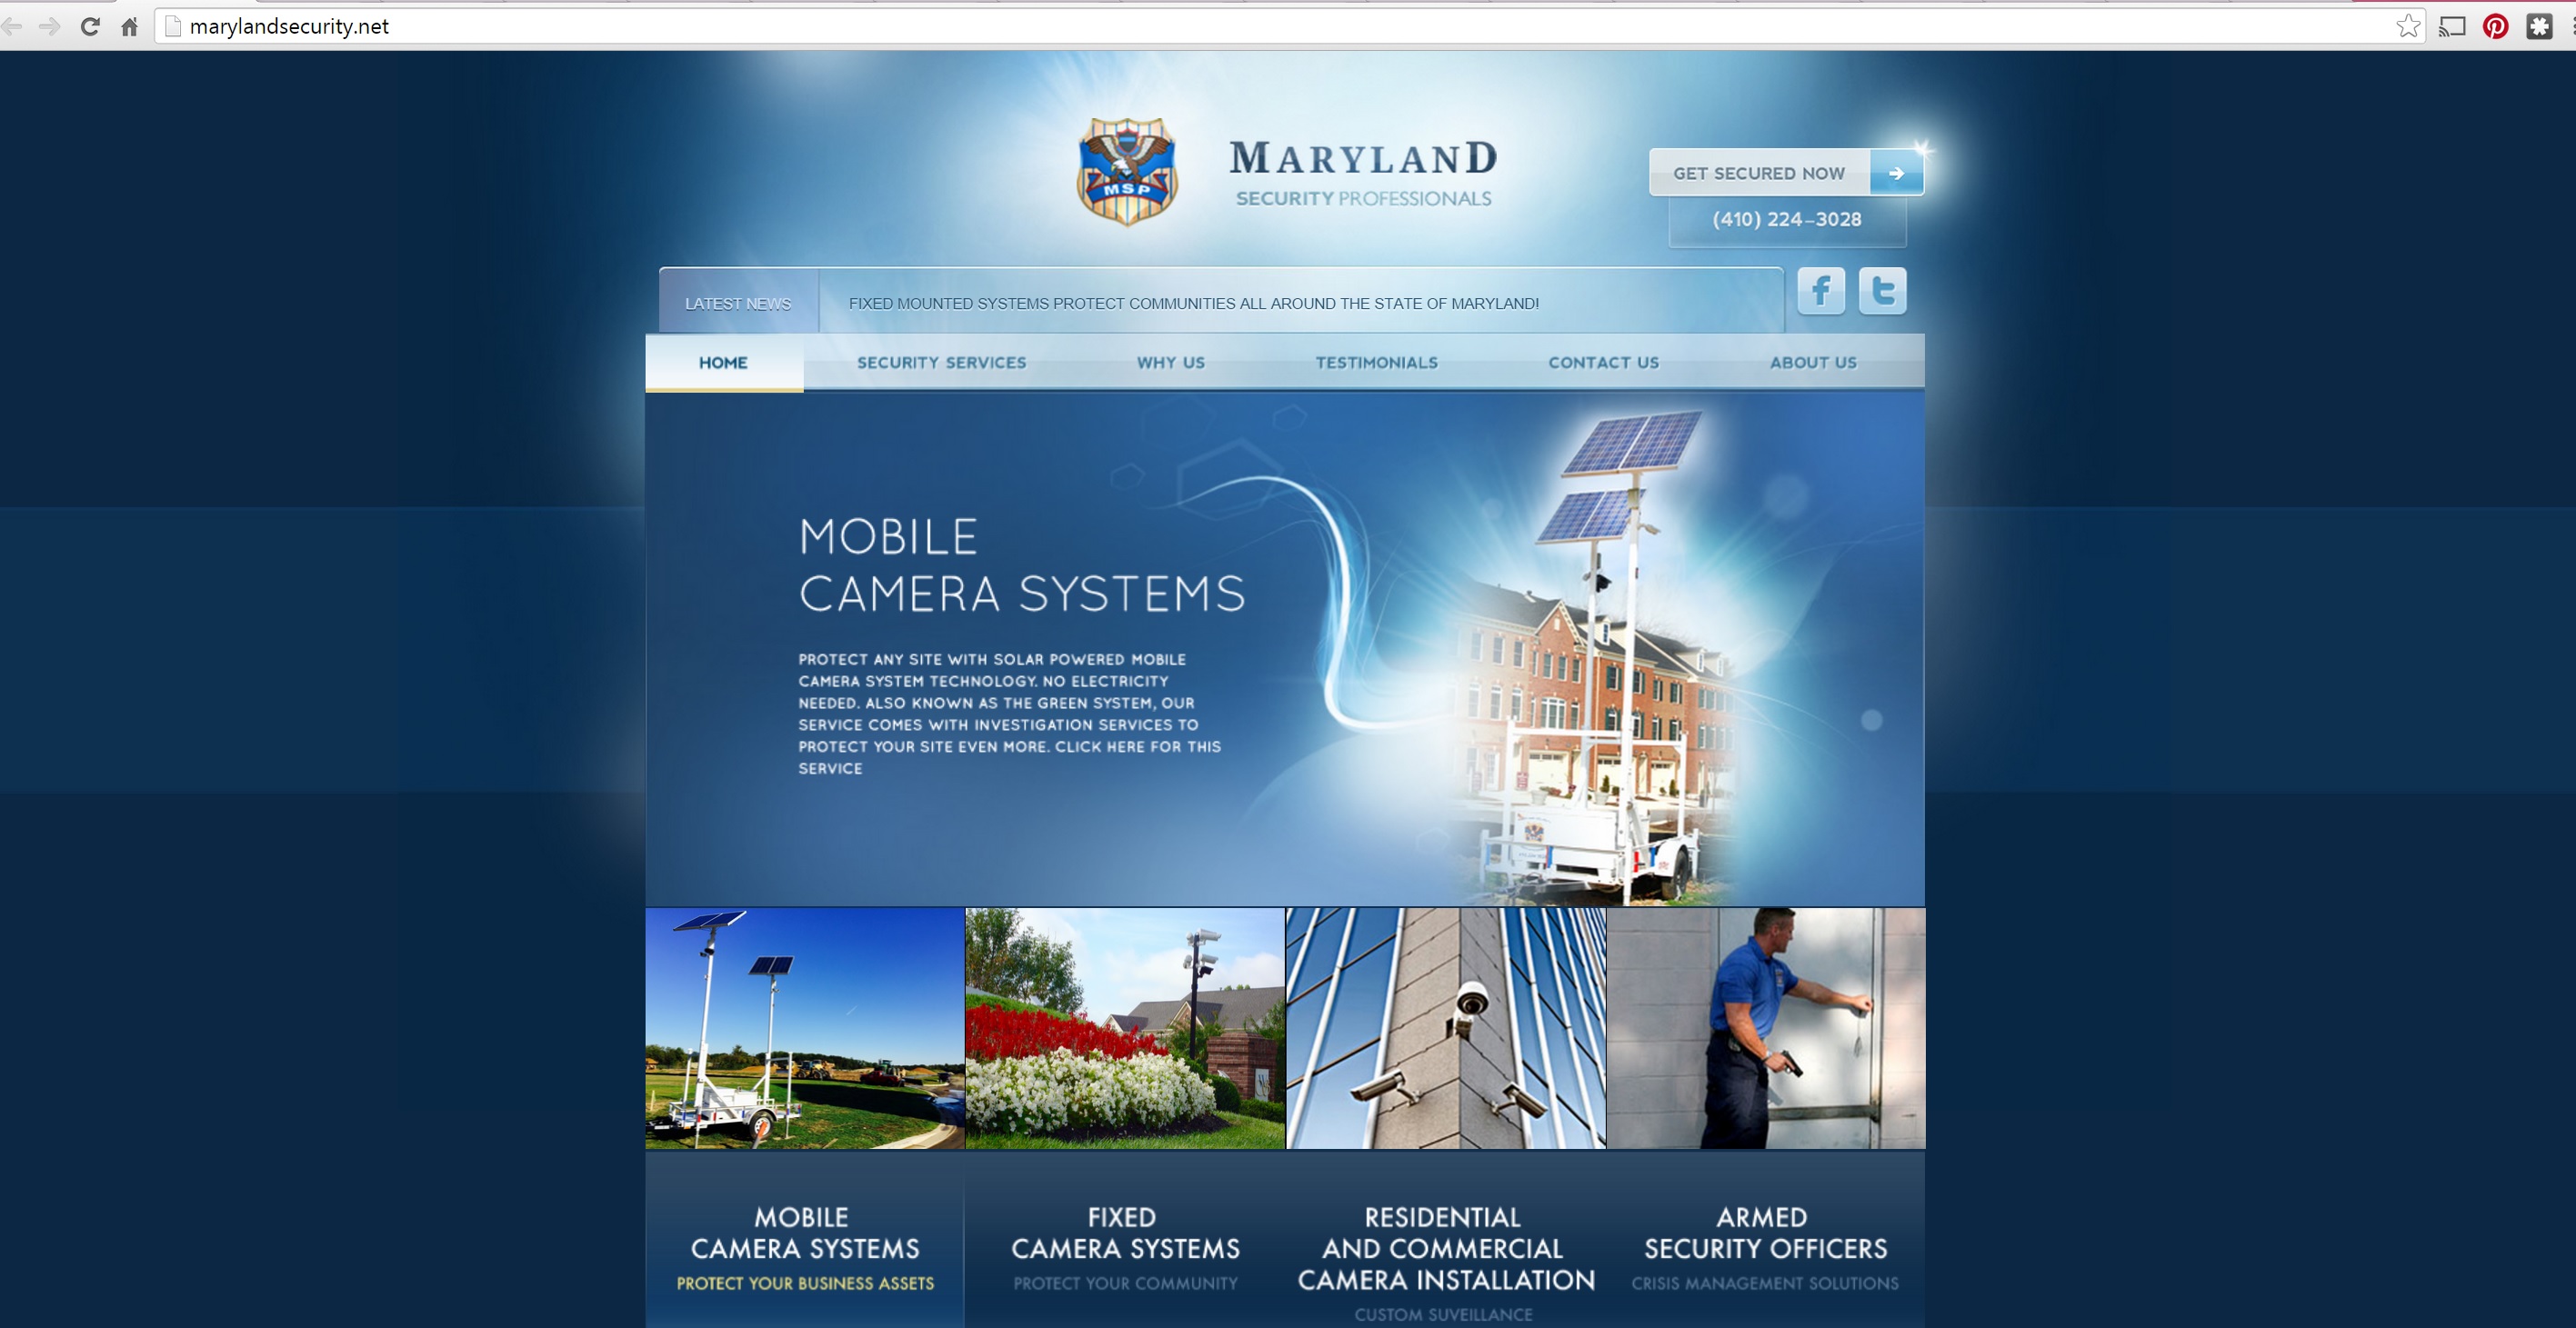 marylandsecurity.net
MSP
MARYLAND
SECURITY PROFESSIONALS
GET SECURED NOW
(410) 224-3028
LATEST NEWS
FIXED MOUNTED SYSTEMS PROTECT COMMUNITIES ALL AROUND THE STATE OF MARYLAND!
HOME
SECURITY SERVICES
WHY US
TESTIMONIALS
CONTACT US
ABOUT US
MOBILE
CAMERA SYSTEMS
PROTECT ANY SITE WITH SOLAR POWERED MOBILE
CAMERA SYSTEM TECHNOLOGY. NO ELECTRICITY
NEEDED. ALSO KNOWN AS THE GREEN SYSTEM, OUR
SERVICE COMES WITH INVESTIGATION SERVICES TO
PROTECT YOUR SITE EVEN MORE. CLICK HERE FOR THIS
SERVICE
MOBILE
CAMERA SYSTEMS
PROTECT YOUR BUSINESS ASSETS
FIXED
CAMERA SYSTEMS
PROTECT YOUR COMMUNITY
RESIDENTIAL
AND COMMERCIAL
CAMERA INSTALLATION
CUSTOM SUVEILLANCE
ARMED
SECURITY OFFICERS
CRISIS MANAGEMENT SOLUTIONS